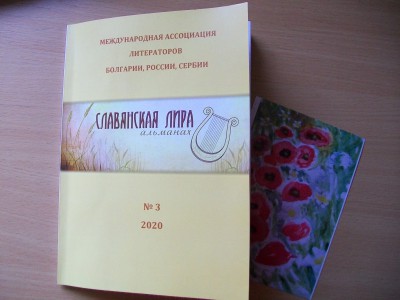 МЕЖДУНАРОДНАЯ АССОЦИАЦИЯ
ЛИТЕРАТОРОВ
БОЛГАРИИ, РОССИИ, СЕРБИИ
СЛАВЯНСКАЯ ЛИРА
альманах
№ 3
2020